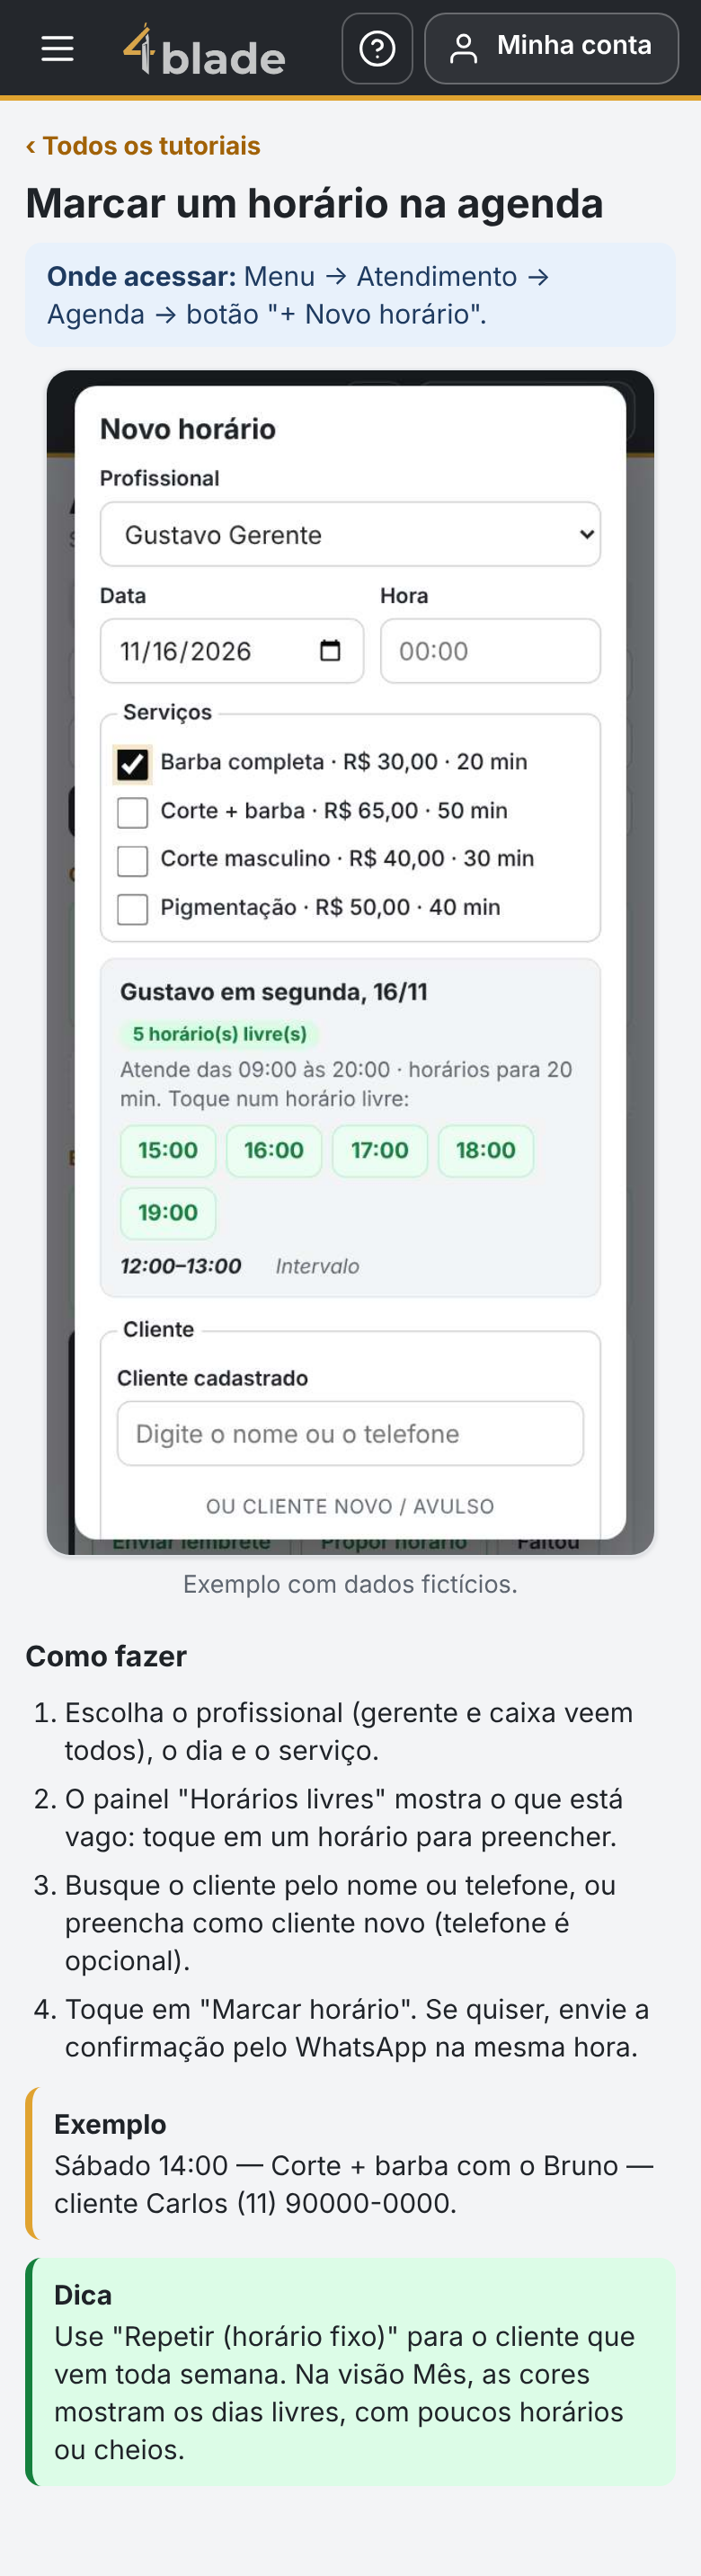 4blade
Minha conta
‹ Todos os tutoriais
Marcar um horário na agenda
Onde acessar: Menu → Atendimento →
Agenda → botão "+ Novo horário".
Novo horário
Profissional
Gustavo Gerente
Data
Hora
11/16/2026
00:00
Serviços
Barba completa · R$ 30,00 · 20 min
Corte + barba · R$ 65,00 · 50 min
Corte masculino · R$ 40,00 · 30 min
Pigmentação · R$ 50,00 · 40 min
Gustavo em segunda, 16/11
5 horário(s) livre(s)
Atende das 09:00 às 20:00 · horários para 20
min. Toque num horário livre:
15:00 16:00 17:00 18:00
19:00
12:00–13:00 Intervalo
Cliente
Cliente cadastrado
Digite o nome ou o telefone
OU CLIENTE NOVO / AVULSO
Enviar lembrete Propor horário Faltou
Exemplo com dados fictícios.
Como fazer
1. Escolha o profissional (gerente e caixa veem
todos), o dia e o serviço.
2. O painel "Horários livres" mostra o que está
vago: toque em um horário para preencher.
3. Busque o cliente pelo nome ou telefone, ou
preencha como cliente novo (telefone é
opcional).
4. Toque em "Marcar horário". Se quiser, envie a
confirmação pelo WhatsApp na mesma hora.
Exemplo
Sábado 14:00 — Corte + barba com o Bruno —
cliente Carlos (11) 90000-0000.
Dica
Use "Repetir (horário fixo)" para o cliente que
vem toda semana. Na visão Mês, as cores
mostram os dias livres, com poucos horários
ou cheios.